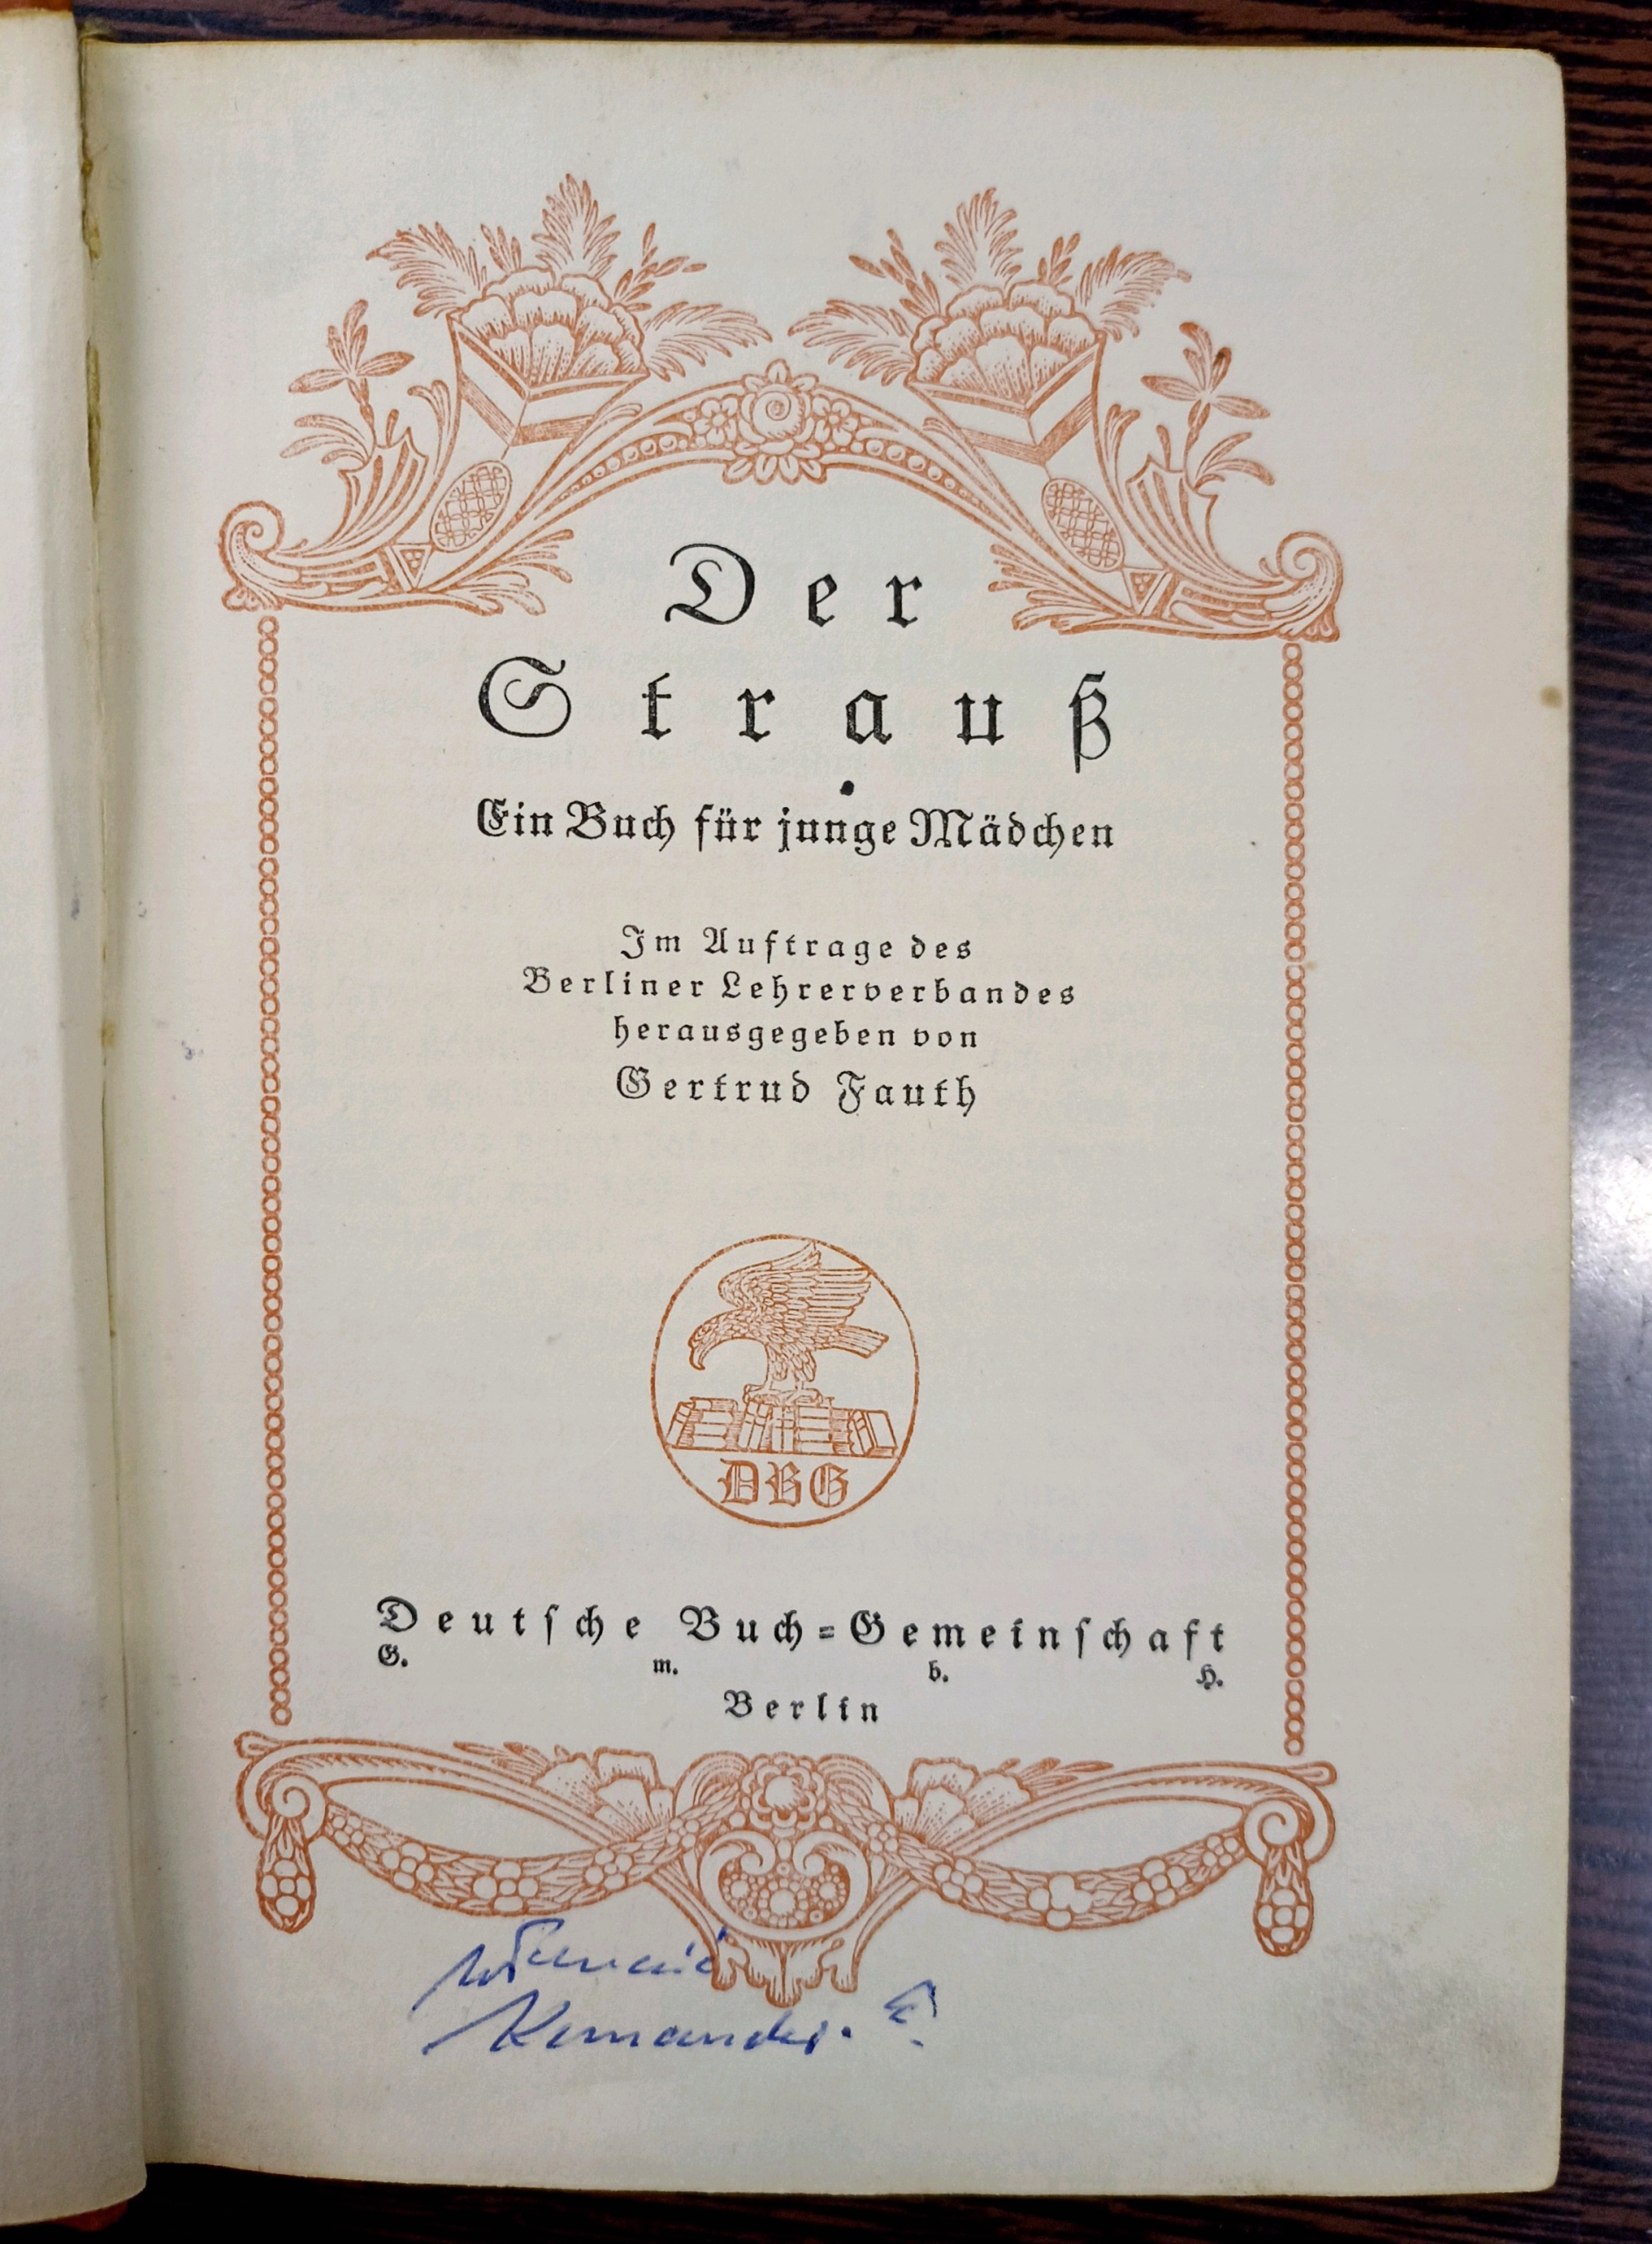 Der
Strauß
Ein Buch für junge Mädchen
Im Auftrage des
Berliner Lehrerverbandes
herausgegeben von
Gertrud Fauth
DBG
Deutsche Buch=Gemeinschaft
G. m. b. H.
Berlin